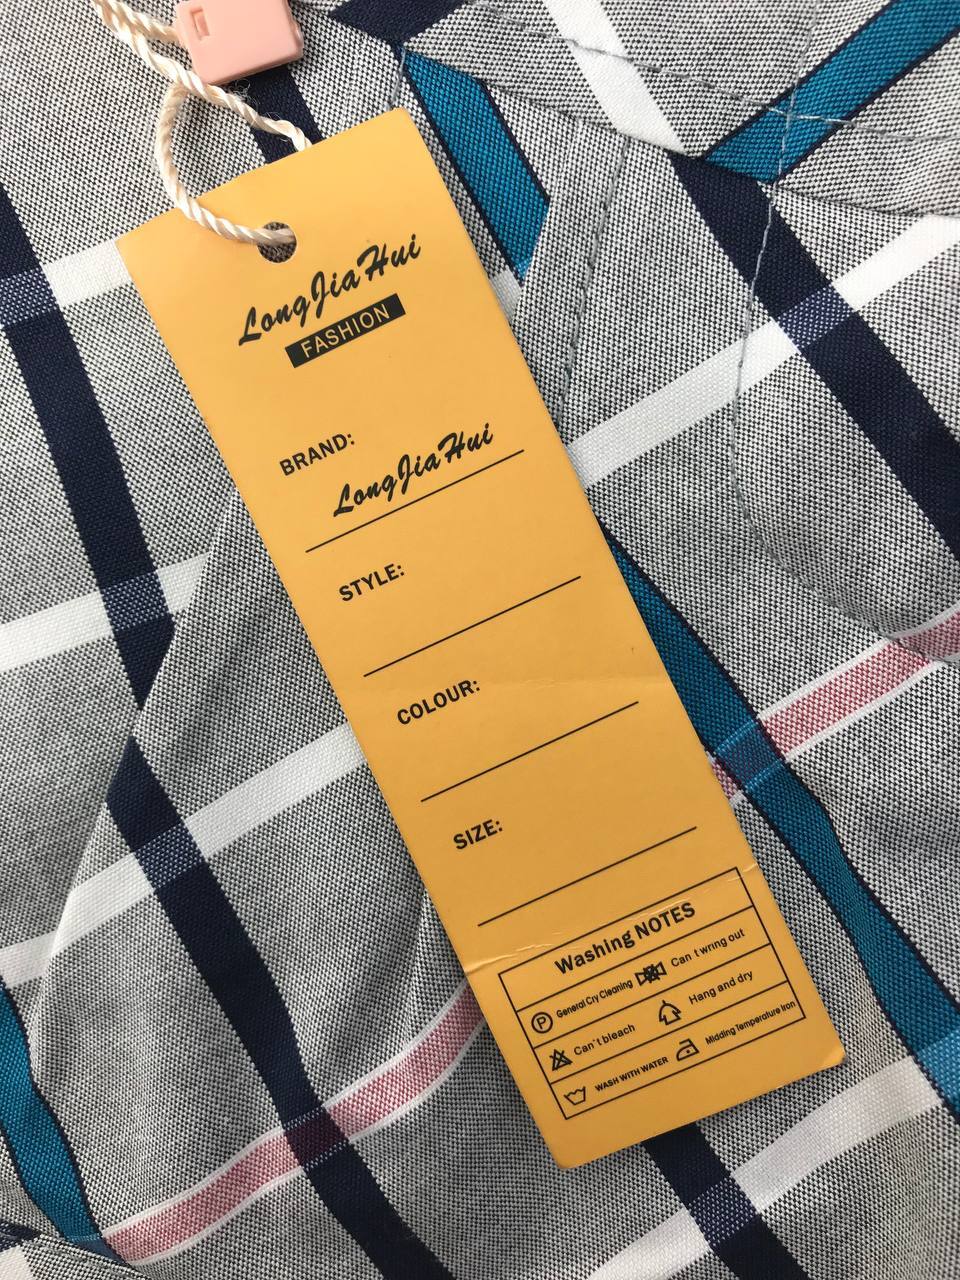 LongJiaHui
FASHION
BRAND:
LongJiaHui
STYLE:
COLOUR:
SIZE:
Washing NOTES
P General Cry Cleaning Can t wring out
Can't bleach Hang and dry
WASH WITH WATER Midding Temperature Iron